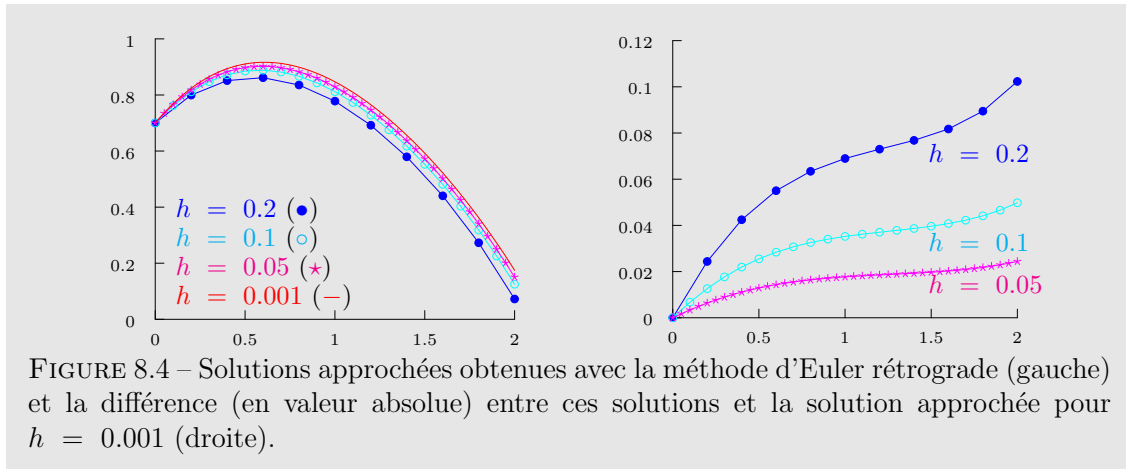 1
0.8
0.6
0.4
0.2
0
0
0.5
1
1.5
2
h = 0.2 (●)
h = 0.1 (○)
h = 0.05 (⋆)
h = 0.001 (−)
0.12
0.1
0.08
0.06
0.04
0.02
0
0
0.5
1
1.5
2
h = 0.2
h = 0.1
h = 0.05
FIGURE 8.4 – Solutions approchées obtenues avec la méthode d'Euler rétrograde (gauche)
et la différence (en valeur absolue) entre ces solutions et la solution approchée pour
h = 0.001 (droite).